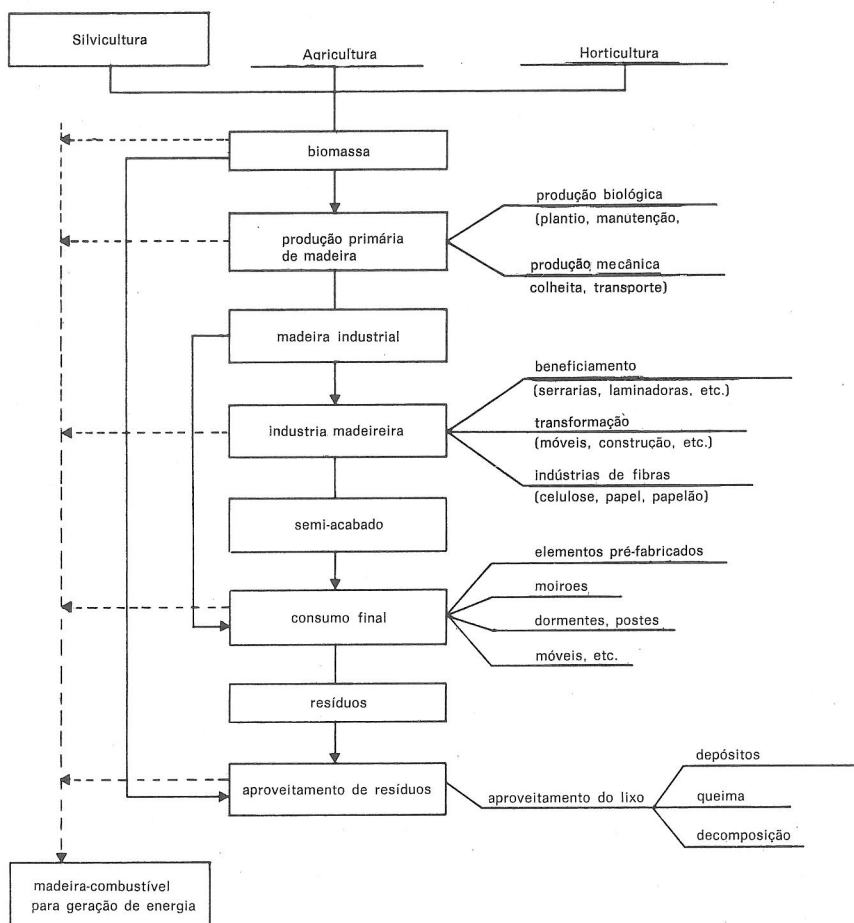 Silvicultura
Agricultura
Horticultura
biomassa
produção biológica
(plantio, manutenção,
produção primária
de madeira
produção mecânica
colheita, transporte)
madeira industrial
beneficiamento
(serrarias, laminadoras, etc.)
industria madeireira
transformação
(móveis, construção, etc.)
indústrias de fibras
(celulose, papel, papelão)
semi-acabado
elementos pré-fabricados
moiroes
consumo final
dormentes, postes
móveis, etc.
resíduos
depósitos
aproveitamento de resíduos
aproveitamento do lixo
queima
decomposição
madeira-combustível
para geração de energia